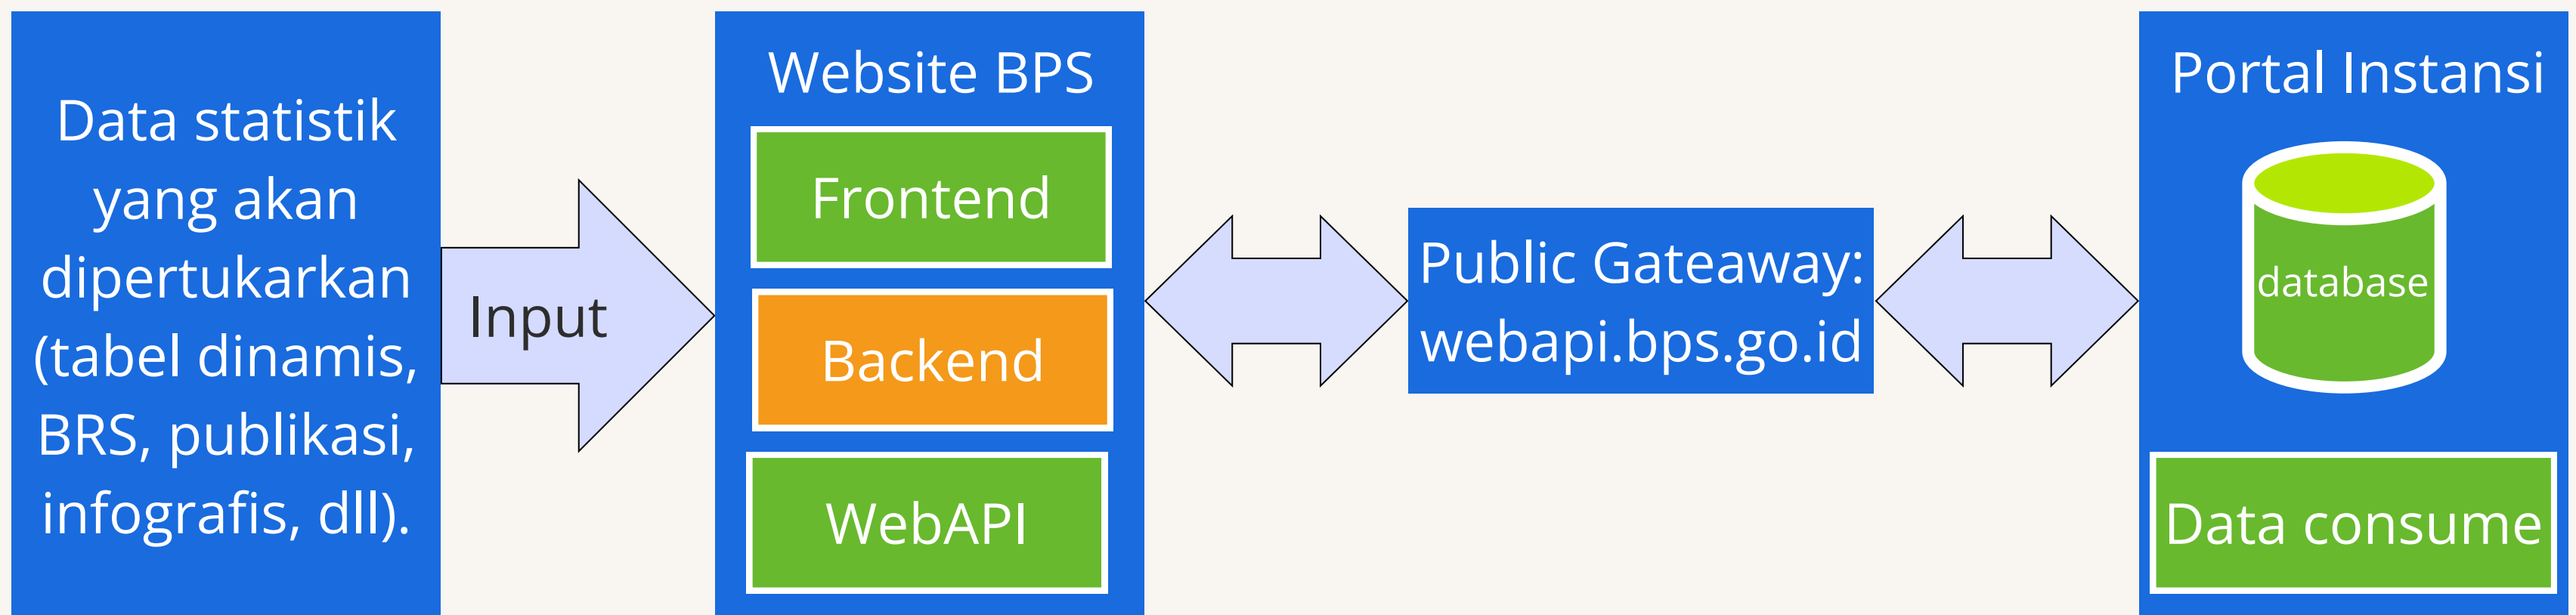 Data statistik
yang akan
dipertukarkan
(tabel dinamis,
BRS, publikasi,
infografis, dll).
Input
Website BPS
Frontend
Backend
WebAPI
Public Gateaway:
webapi.bps.go.id
Portal Instansi
database
Data consume